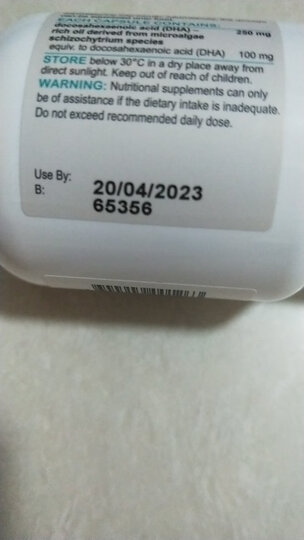 EACH CAPSULE CONTAINS:
docosahexaenoic acid (DHA) –
rich oil derived from microalgae 250 mg
schizochytrium species
equiv. to docosahexaenoic acid (DHA) 100 mg
STORE below 30°C in a dry place away from
direct sunlight. Keep out of reach of children.
WARNING: Nutritional supplements can only
be of assistance if the dietary intake is inadequate.
Do not exceed recommended daily dose.
Use By: 20/04/2023
B: 65356